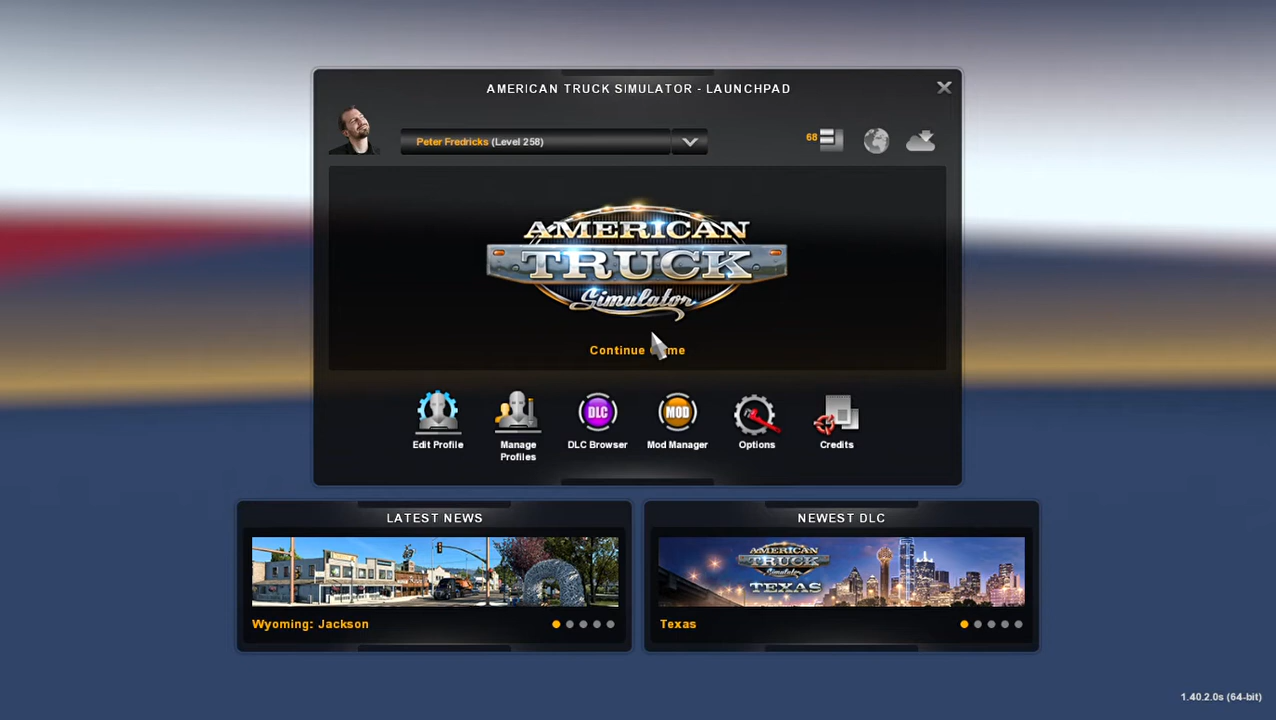 AMERICAN TRUCK SIMULATOR - LAUNCHPAD
Peter Fredricks (Level 258)
68
AMERICAN
TRUCK
Simulator
Continue
Edit Profile
Manage
Profiles
DLC
DLC Browser
MOD
Mod Manager
Options
Credits
LATEST NEWS
Wyoming: Jackson
NEWEST DLC
AMERICAN
TRUCK
Simulator
TEXAS
Texas
1.40.2.0s (64-bit)